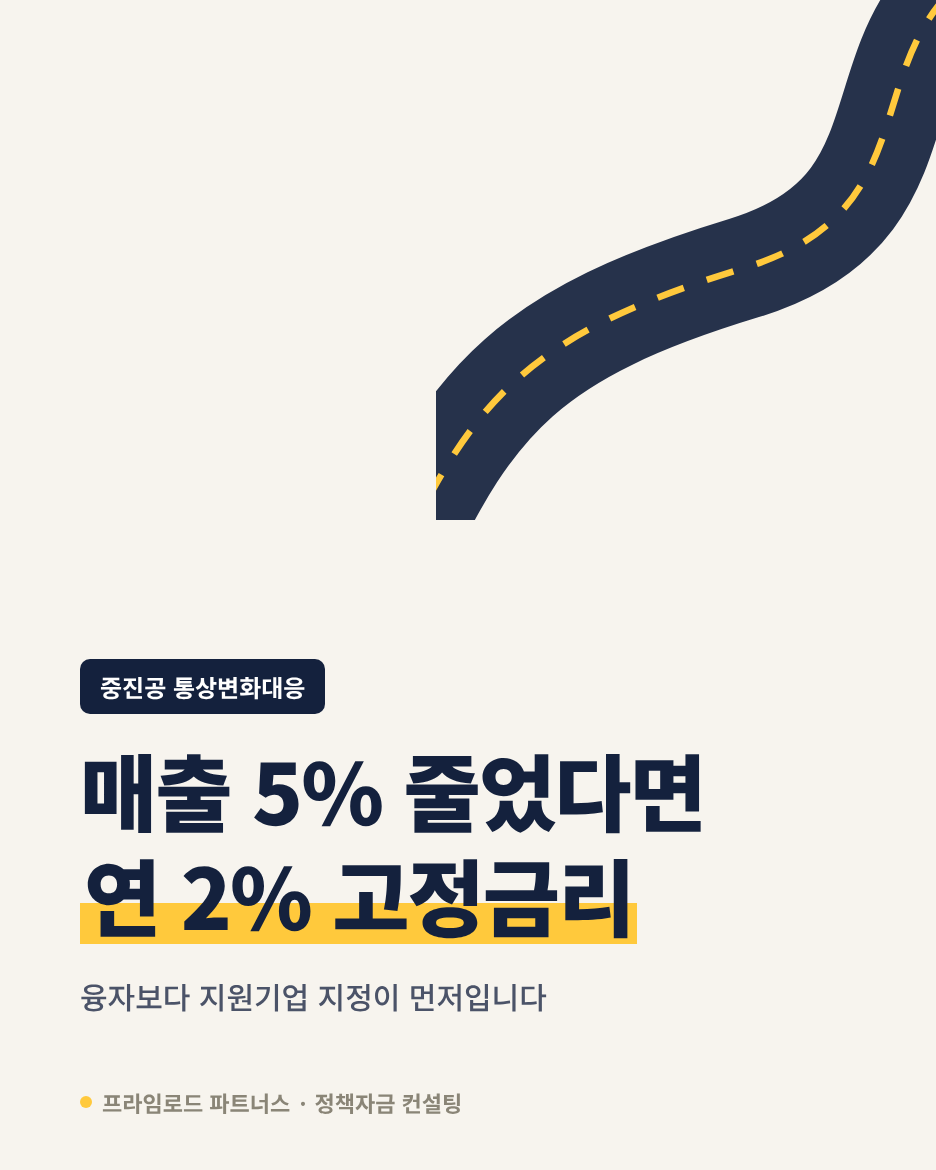 중진공 통상변화대응
매출 5% 줄었다면
연 2% 고정금리
융자보다 지원기업 지정이 먼저입니다
프라임로드 파트너스 · 정책자금 컨설팅